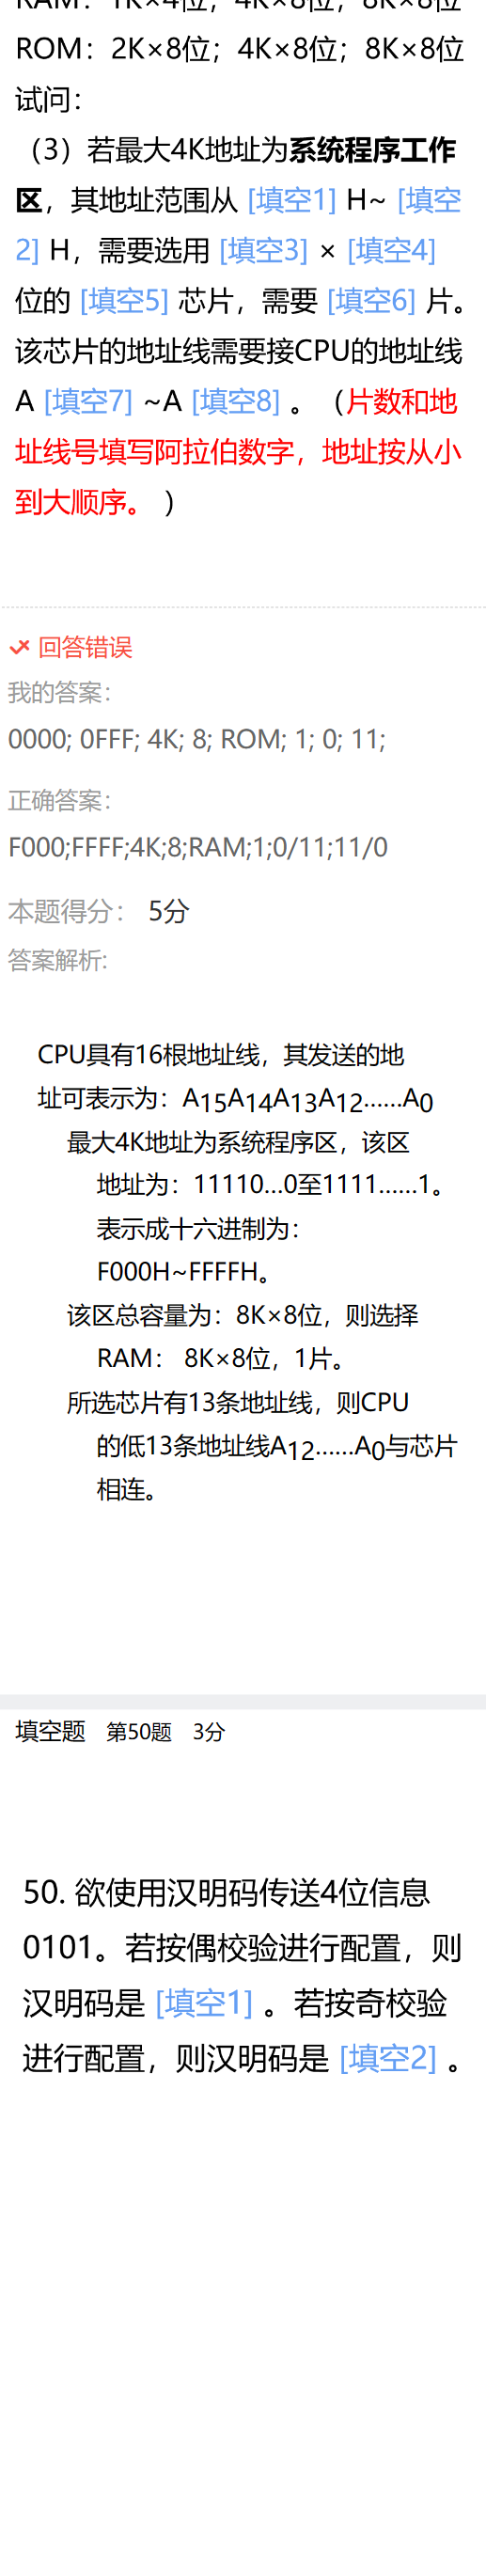 RAM：1K×4位；4K×8位；8K×8位
ROM：2K×8位；4K×8位；8K×8位
试问：
（3）若最大4K地址为系统程序工作
区，其地址范围从 [填空1] H~ [填空
2] H，需要选用 [填空3] × [填空4]
位的 [填空5] 芯片，需要 [填空6] 片。
该芯片的地址线需要接CPU的地址线
A [填空7] ~A [填空8] 。（片数和地
址线号填写阿拉伯数字，地址按从小
到大顺序。 ）
回答错误
我的答案：
0000; 0FFF; 4K; 8; ROM; 1; 0; 11;
正确答案：
F000;FFFF;4K;8;RAM;1;0/11;11/0
本题得分： 5分
答案解析:
CPU具有16根地址线，其发送的地
址可表示为：A15A14A13A12......A0
最大4K地址为系统程序区，该区
地址为：11110...0至1111......1。
表示成十六进制为：
F000H~FFFFH。
该区总容量为：8K×8位，则选择
RAM： 8K×8位，1片。
所选芯片有13条地址线，则CPU
的低13条地址线A12......A0与芯片
相连。
填空题 第50题 3分
50. 欲使用汉明码传送4位信息
0101。若按偶校验进行配置，则
汉明码是 [填空1] 。若按奇校验
进行配置，则汉明码是 [填空2] 。